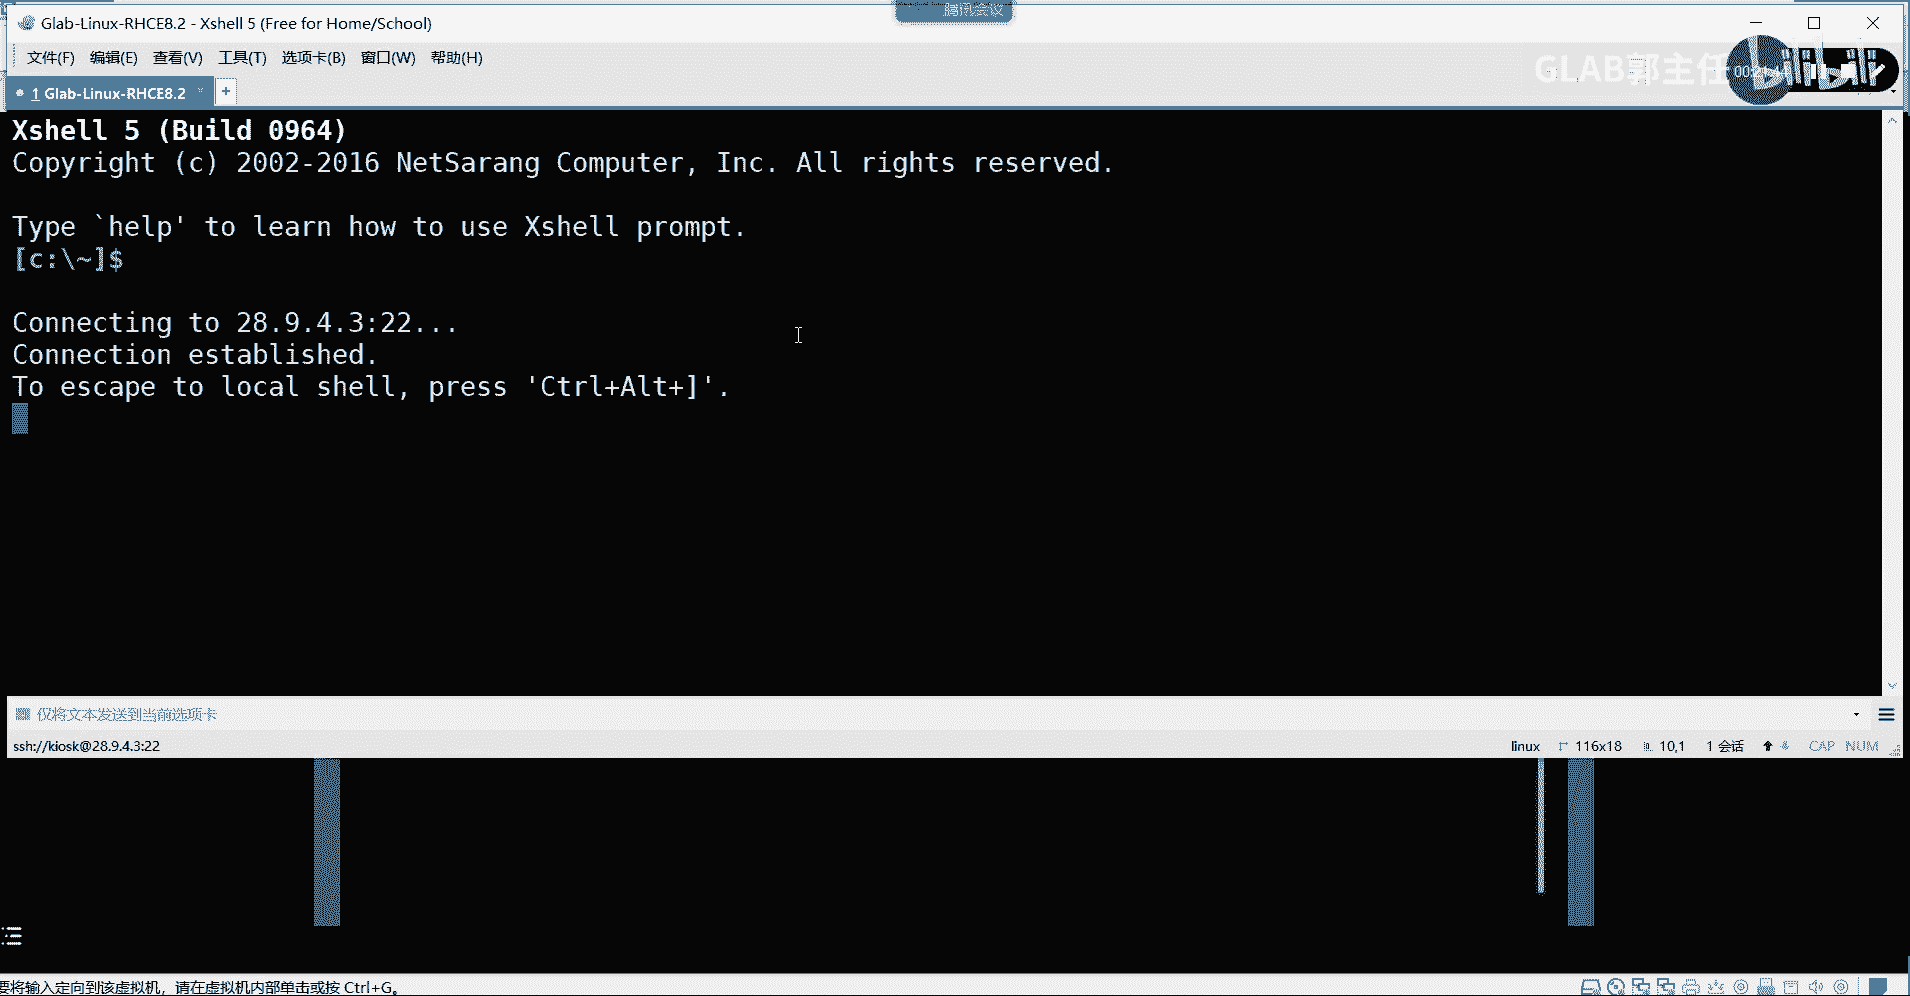 腾讯会议
Glab-Linux-RHCE8.2 - Xshell 5 (Free for Home/School)
文件(F) 编辑(E) 查看(V) 工具(T) 选项卡(B) 窗口(W) 帮助(H)
GLAB郭主任
bilibili
1 Glab-Linux-RHCE8.2 +
Xshell 5 (Build 0964)
Copyright (c) 2002-2016 NetSarang Computer, Inc. All rights reserved.
Type `help' to learn how to use Xshell prompt.
[c:\~]$
Connecting to 28.9.4.3:22...
Connection established.
To escape to local shell, press 'Ctrl+Alt+]'.
仅将文本发送到当前选项卡
ssh://kiosk@28.9.4.3:22 linux 116x18 10,1 1 会话 CAP NUM
要将输入定向到该虚拟机，请在虚拟机内部单击或按 Ctrl+G。